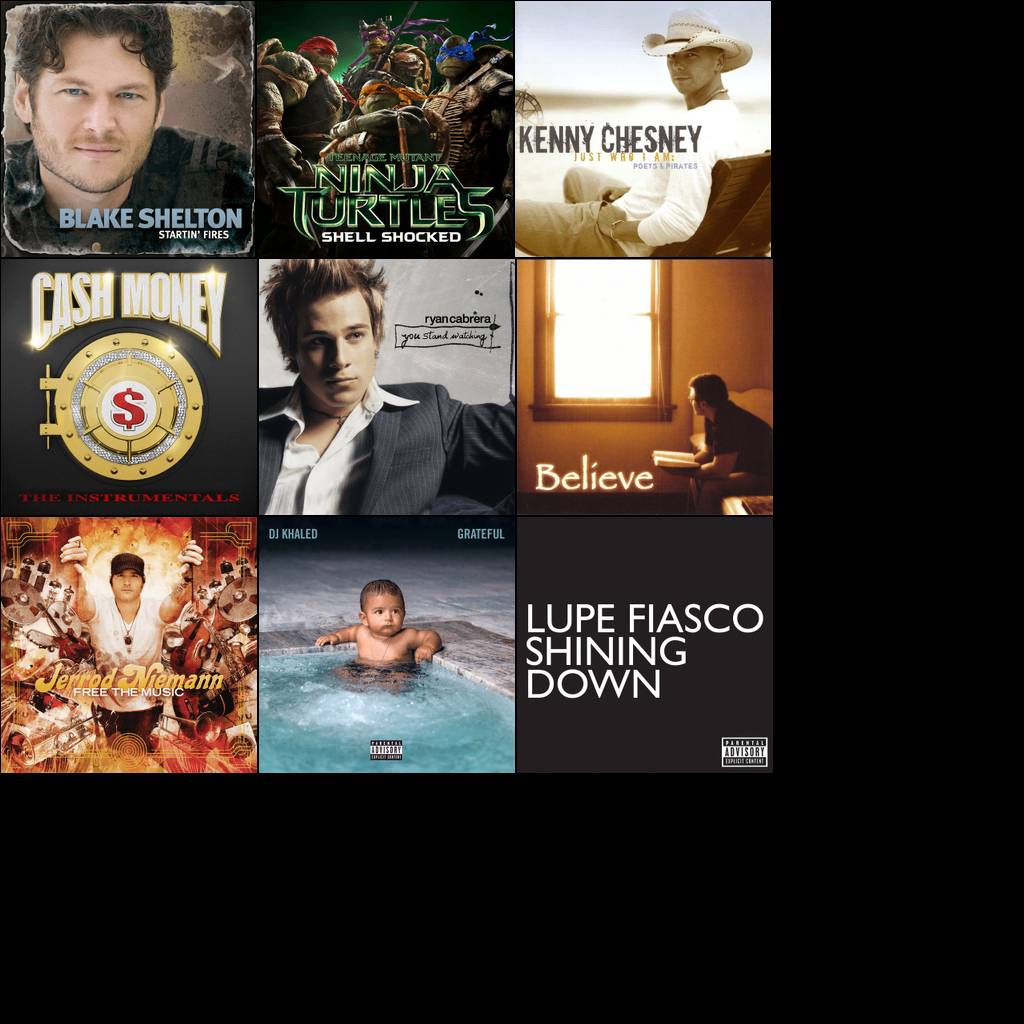 BLAKE SHELTON
STARTIN' FIRES
TEENAGE MUTANT
NINJA
TURTLES
SHELL SHOCKED
KENNY CHESNEY
JUST WHO I AM:
POETS & PIRATES
CASH MONEY
$
THE INSTRUMENTALS
ryancabrera
you stand watching
Believe
Jerrod Niemann
FREE THE MUSIC
DJ KHALED
GRATEFUL
PARENTAL
ADVISORY
EXPLICIT CONTENT
LUPE FIASCO
SHINING
DOWN
PARENTAL
ADVISORY
EXPLICIT CONTENT